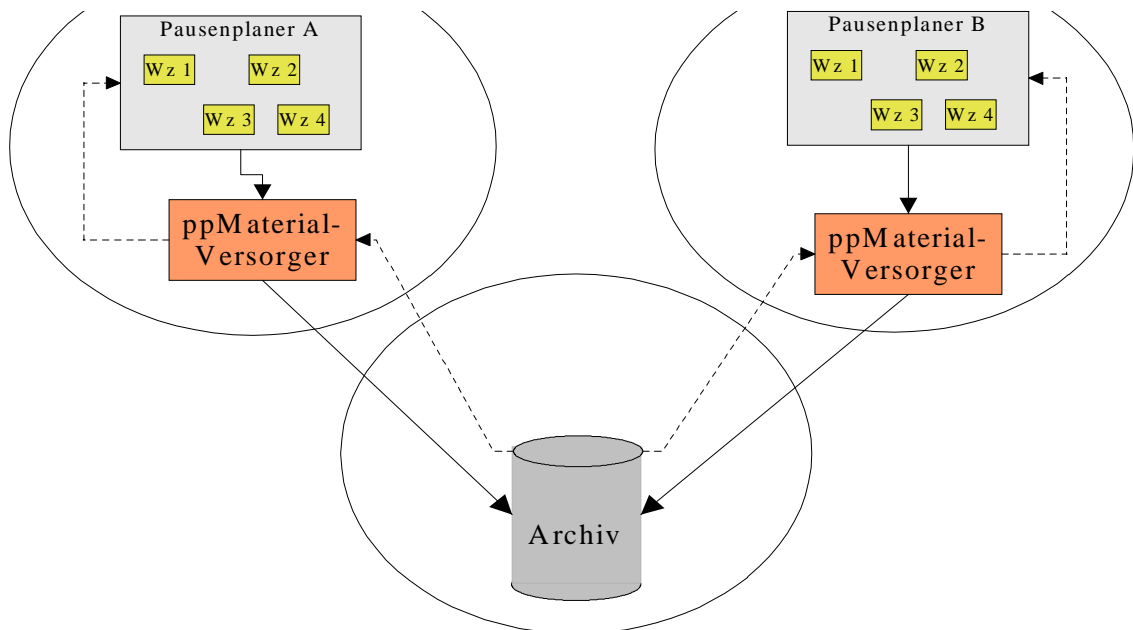 Pausenplaner A
Wz 1
Wz 2
Wz 3
Wz 4
ppMaterial-
Versorger
Pausenplaner B
Wz 1
Wz 2
Wz 3
Wz 4
ppMaterial-
Versorger
Archiv